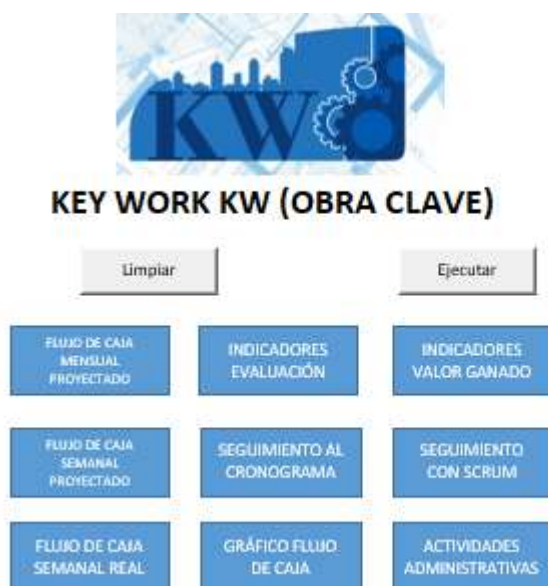 KW
KEY WORK KW (OBRA CLAVE)
Limpiar
Ejecutar
FLUJO DE CAJA
MENSUAL
PROYECTADO
INDICADORES
EVALUACIÓN
INDICADORES
VALOR GANADO
FLUJO DE CAJA
SEMANAL
PROYECTADO
SEGUIMIENTO AL
CRONOGRAMA
SEGUIMIENTO
CON SCRUM
FLUJO DE CAJA
SEMANAL REAL
GRÁFICO FLUJO
DE CAJA
ACTIVIDADES
ADMINISTRATIVAS